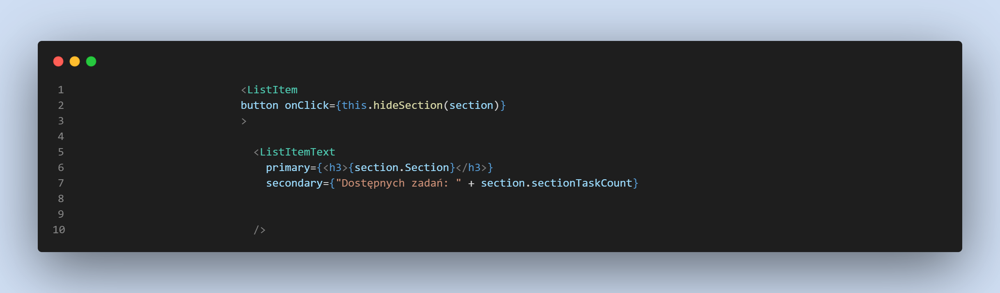 1 <ListItem
2 button onClick={this.hideSection(section)}
3 >
4
5 <ListItemText
6 primary={<h3>{section.Section}</h3>}
7 secondary={"Dostępnych zadań: " + section.sectionTaskCount}
8
9
10 />